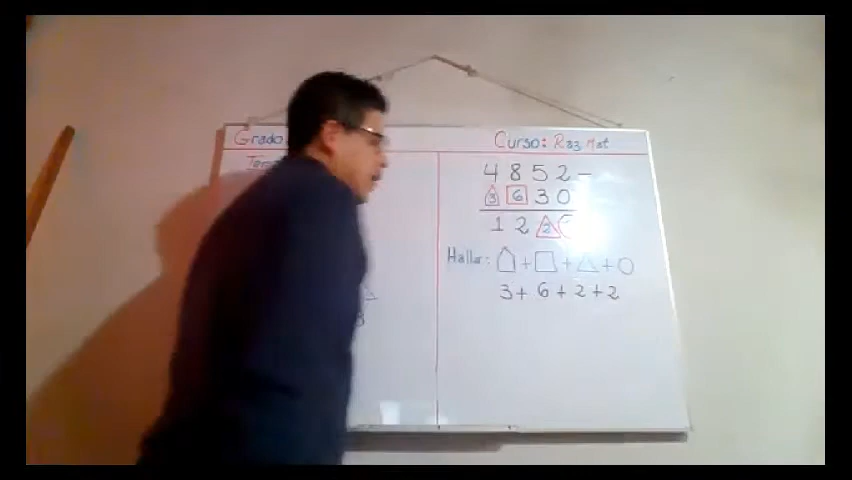 Grado
Curso: Raz Mat
4 8 5 2 -
3 6 3 0
1 2 2
Hallar: + + +
3 + 6 + 2 + 2